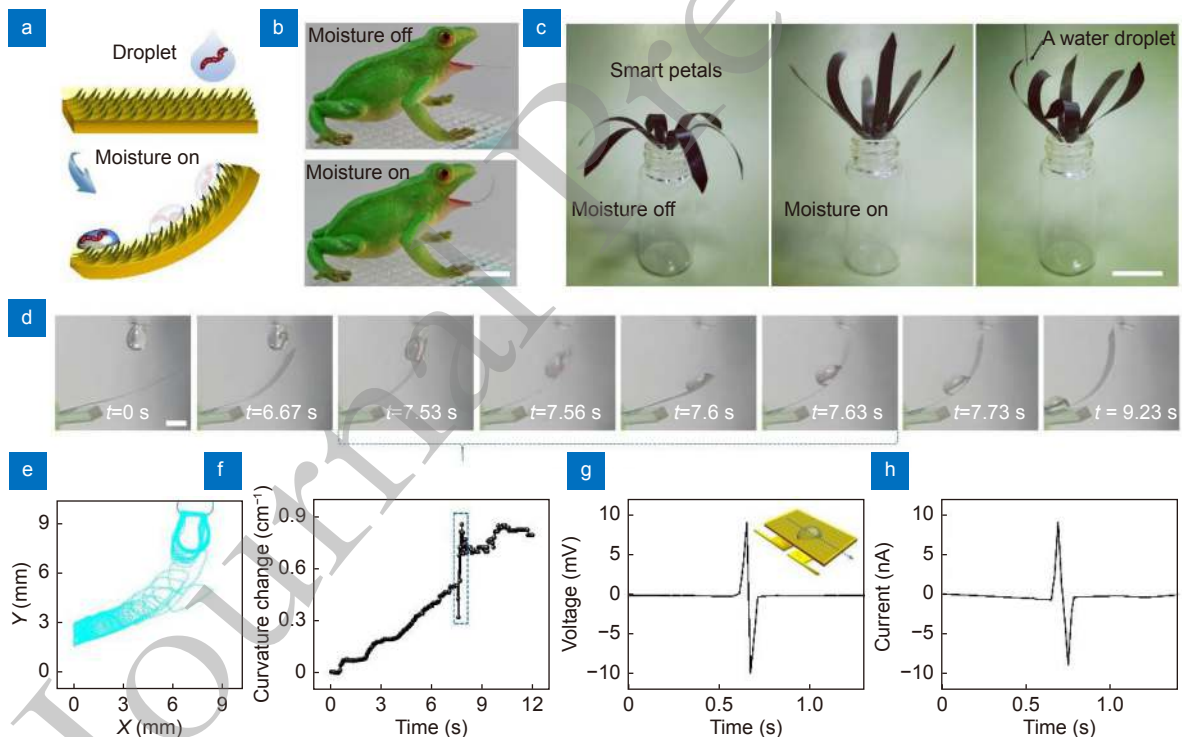 a
Droplet
Moisture on
b
Moisture off
Moisture on
c
Smart petals
Moisture off
Moisture on
A water droplet
d
t=0 s
t=6.67 s
t=7.53 s
t=7.56 s
t=7.6 s
t=7.63 s
t=7.73 s
t = 9.23 s
e
9
6
3
0
Y (mm)
0 3 6 9
X (mm)
f
0.9
0.6
0.3
0
Curvature change (cm⁻¹)
0 3 6 9 12
Time (s)
g
10
5
0
−5
−10
Voltage (mV)
0 0.5 1.0
Time (s)
h
10
5
0
−5
−10
Current (nA)
0 0.5 1.0
Time (s)
Journal Pre